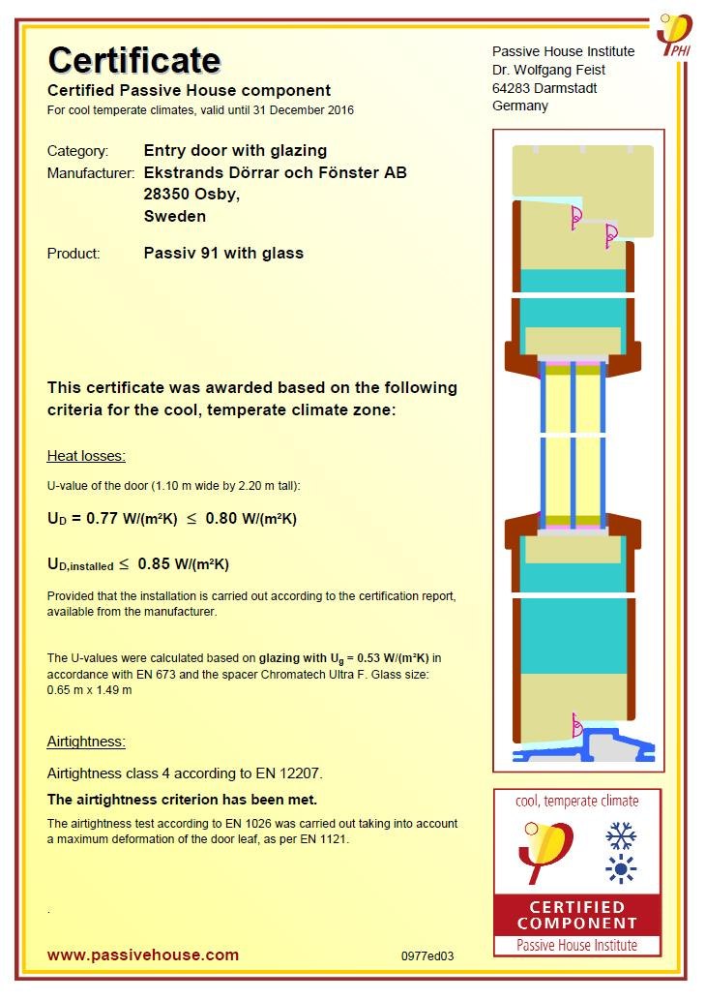 Certificate
Certified Passive House component
For cool temperate climates, valid until 31 December 2016
Passive House Institute
Dr. Wolfgang Feist
64283 Darmstadt
Germany
PHI
Category: Entry door with glazing
Manufacturer: Ekstrands Dörrar och Fönster AB
28350 Osby,
Sweden
Product: Passiv 91 with glass
This certificate was awarded based on the following
criteria for the cool, temperate climate zone:
Heat losses:
U-value of the door (1.10 m wide by 2.20 m tall):
UD = 0.77 W/(m²K) ≤ 0.80 W/(m²K)
UD,installed ≤ 0.85 W/(m²K)
Provided that the installation is carried out according to the certification report,
available from the manufacturer.
The U-values were calculated based on glazing with Ug = 0.53 W/(m²K) in
accordance with EN 673 and the spacer Chromatech Ultra F. Glass size:
0.65 m x 1.49 m
Airtightness:
Airtightness class 4 according to EN 12207.
The airtightness criterion has been met.
The airtightness test according to EN 1026 was carried out taking into account
a maximum deformation of the door leaf, as per EN 1121.
.
www.passivehouse.com
0977ed03
cool, temperate climate
CERTIFIED
COMPONENT
Passive House Institute